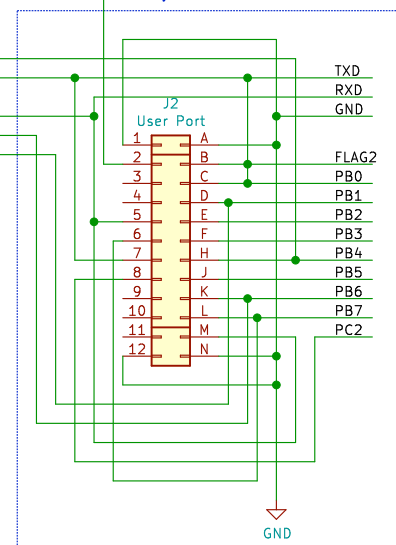 TXD
RXD
GND
J2
User Port
1 A
2 B FLAG2
3 C PB0
4 D PB1
5 E PB2
6 F PB3
7 H PB4
8 J PB5
9 K PB6
10 L PB7
11 M PC2
12 N
GND